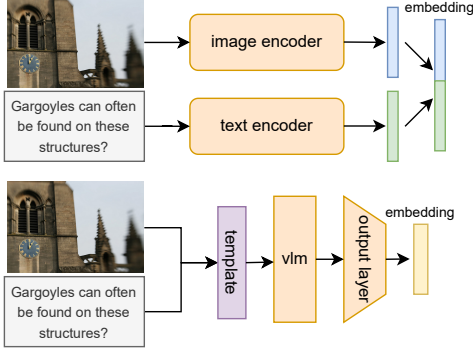 embedding
image encoder
Gargoyles can often
be found on these
structures?
text encoder
embedding
template
vlm
output layer
Gargoyles can often
be found on these
structures?